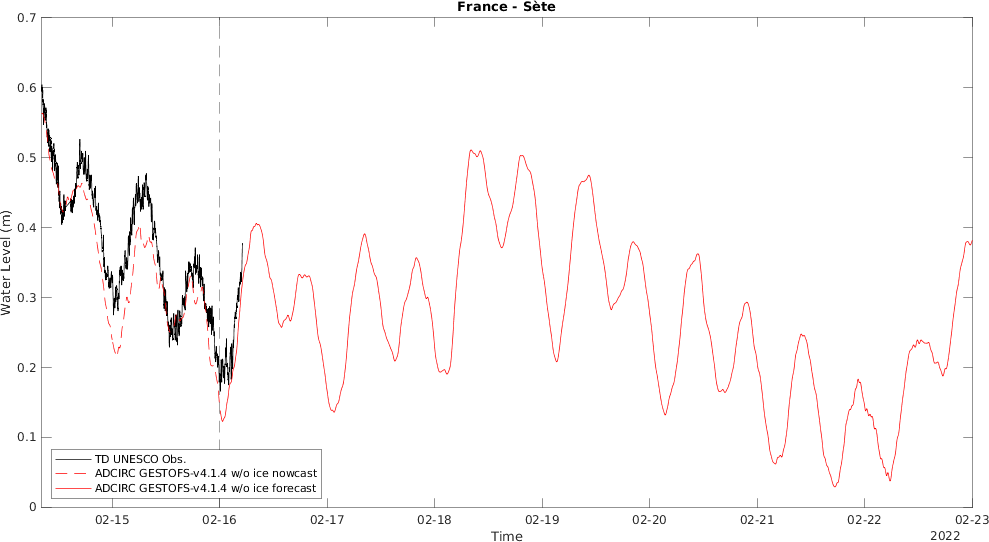 France - Sète
0.7
0.6
0.5
0.4
0.3
0.2
0.1
0
Water Level (m)
TD UNESCO Obs.
ADCIRC GESTOFS-v4.1.4 w/o ice nowcast
ADCIRC GESTOFS-v4.1.4 w/o ice forecast
02-15 02-16 02-17 02-18 02-19 02-20 02-21 02-22 02-23
Time
2022